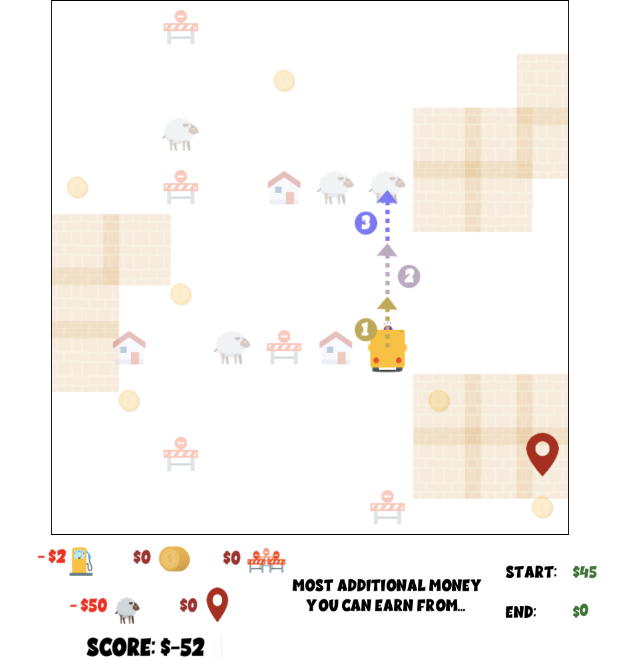 3
2
1
- $2
$0
$0
- $50
$0
MOST ADDITIONAL MONEY
YOU CAN EARN FROM...
START: $45
END: $0
SCORE: $-52